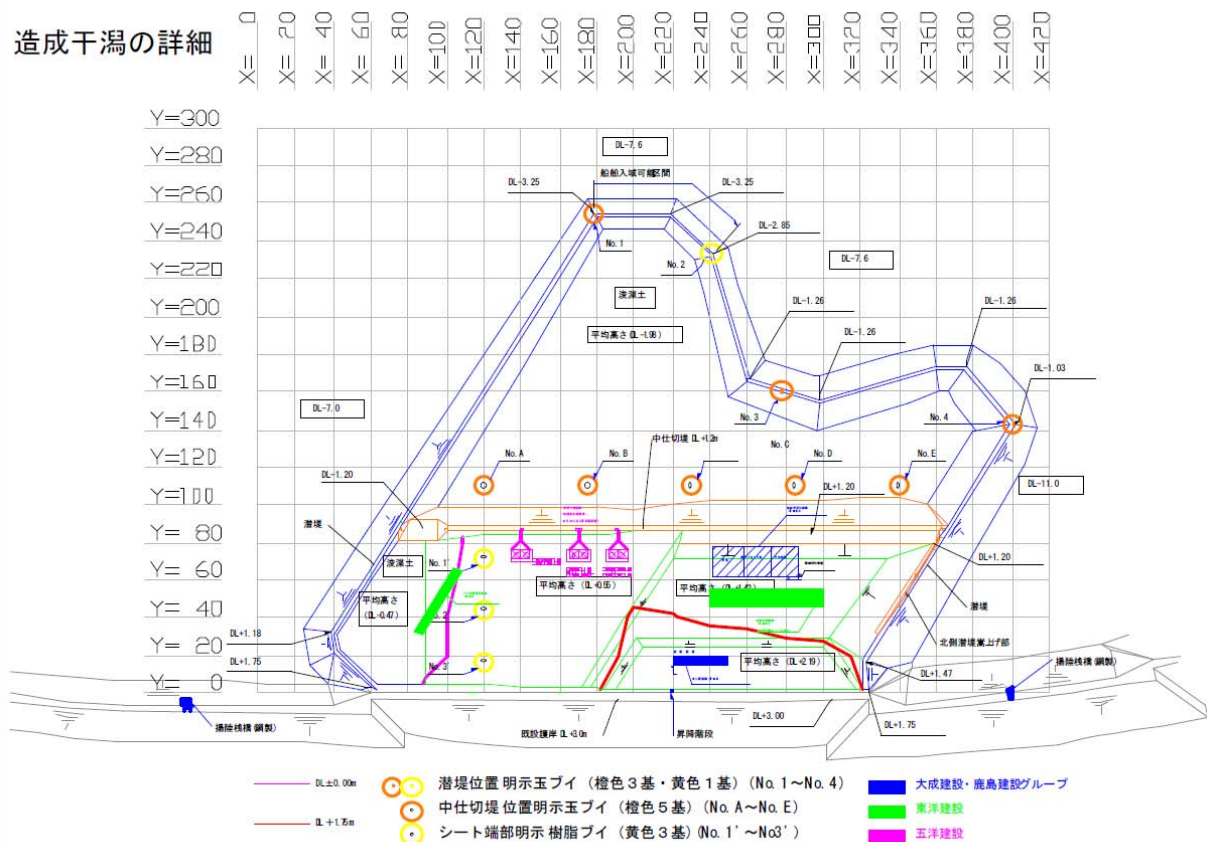 造成干潟の詳細
X= 0
X= 20
X= 40
X= 60
X= 80
X=100
X=120
X=140
X=160
X=180
X=200
X=220
X=240
X=260
X=280
X=300
X=320
X=340
X=360
X=380
X=400
X=420
Y=300
Y=280
Y=260
Y=240
Y=220
Y=200
Y=180
Y=160
Y=140
Y=120
Y=100
Y= 80
Y= 60
Y= 40
Y= 20
Y= 0
DL-7.6
船舶入域可能区間
DL-3.25
DL-3.25
DL-2.85
No.1
No.2
DL-7.6
浚渫土
平均高さ(DL-1.98)
DL-1.26
DL-1.26
DL-1.26
DL-1.03
DL-7.0
No.3
No.4
No.C
中仕切堤 DL+1.2m
No.A
No.B
No.D
No.E
DL-1.20
DL+1.20
DL-11.0
潜堤
浚渫土
No.1'
平均高さ(DL+0.55)
DL+1.20
平均高さ
(DL-0.47)
潜堤
DL+1.18
北側潜堤嵩上げ部
DL+1.75
No.3'
平均高さ(DL+2.19)
DL+1.47
揚陸桟橋(鋼製)
揚陸桟橋(鋼製)
既設護岸 DL+3.0m
昇降階段
DL+3.00
DL+1.75
DL±0.00m
潜堤位置 明示玉ブイ（橙色３基・黄色１基）(No.1～No.4)
大成建設・鹿島建設グループ
中仕切堤 位置明示玉ブイ（橙色５基）(No.A～No.E)
東洋建設
DL+1.75m
シート端部明示 樹脂ブイ（黄色３基）(No.1'～No3'）
五洋建設